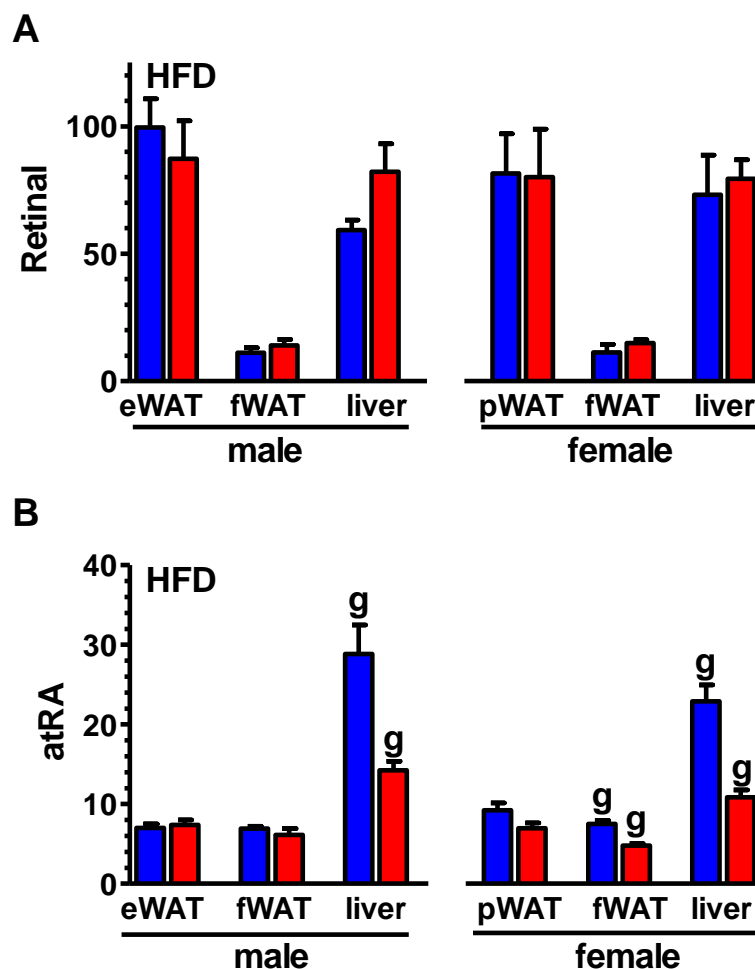 A
HFD
Retinal
100
50
0
eWAT fWAT liver pWAT fWAT liver
male female
B
HFD
atRA
40
30
20
10
0
g
g
g
g
g
g
eWAT fWAT liver pWAT fWAT liver
male female